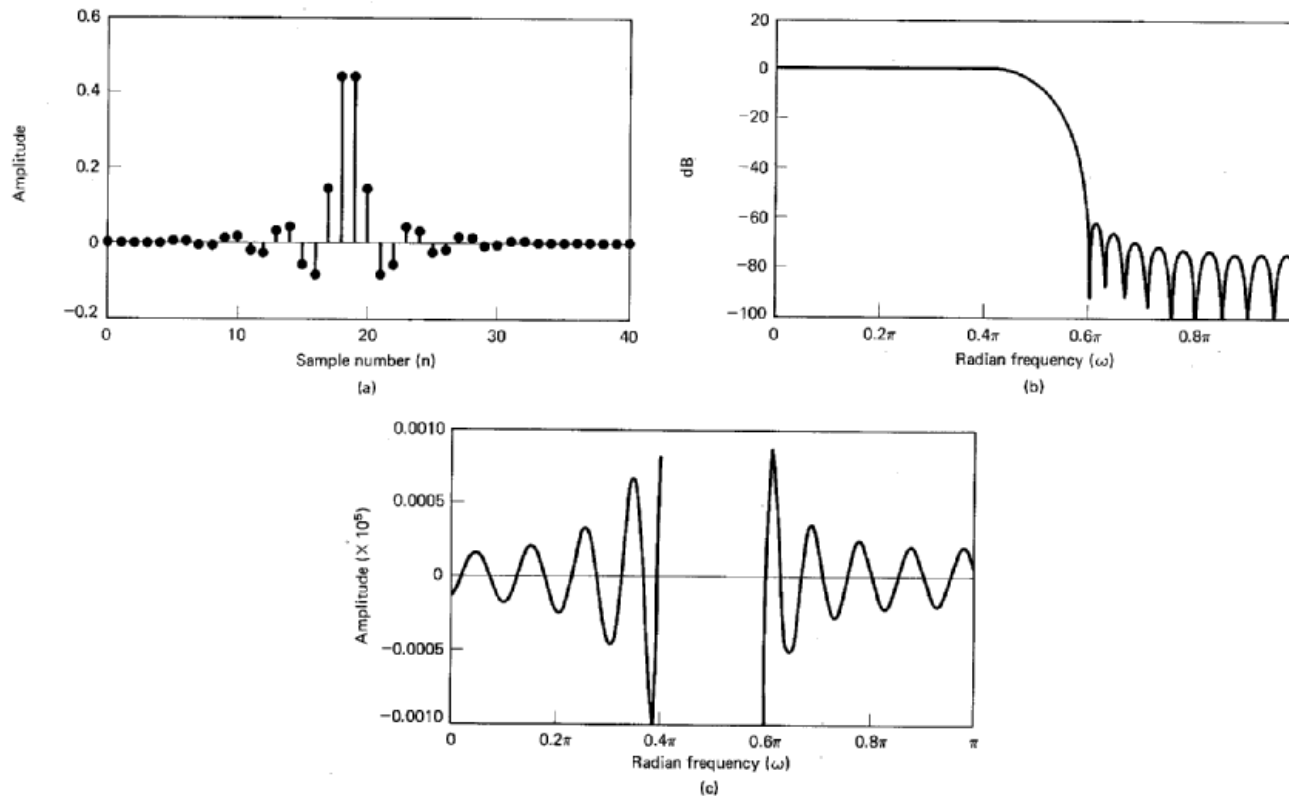 0.6
0.4
0.2
0
−0.2
Amplitude
0 10 20 30 40
Sample number (n)
(a)
20
0
−20
−40
−60
−80
−100
dB
0 0.2π 0.4π 0.6π 0.8π
Radian frequency (ω)
(b)
0.0010
0.0005
0
−0.0005
−0.0010
Amplitude (× 10⁵)
0 0.2π 0.4π 0.6π 0.8π π
Radian frequency (ω)
(c)